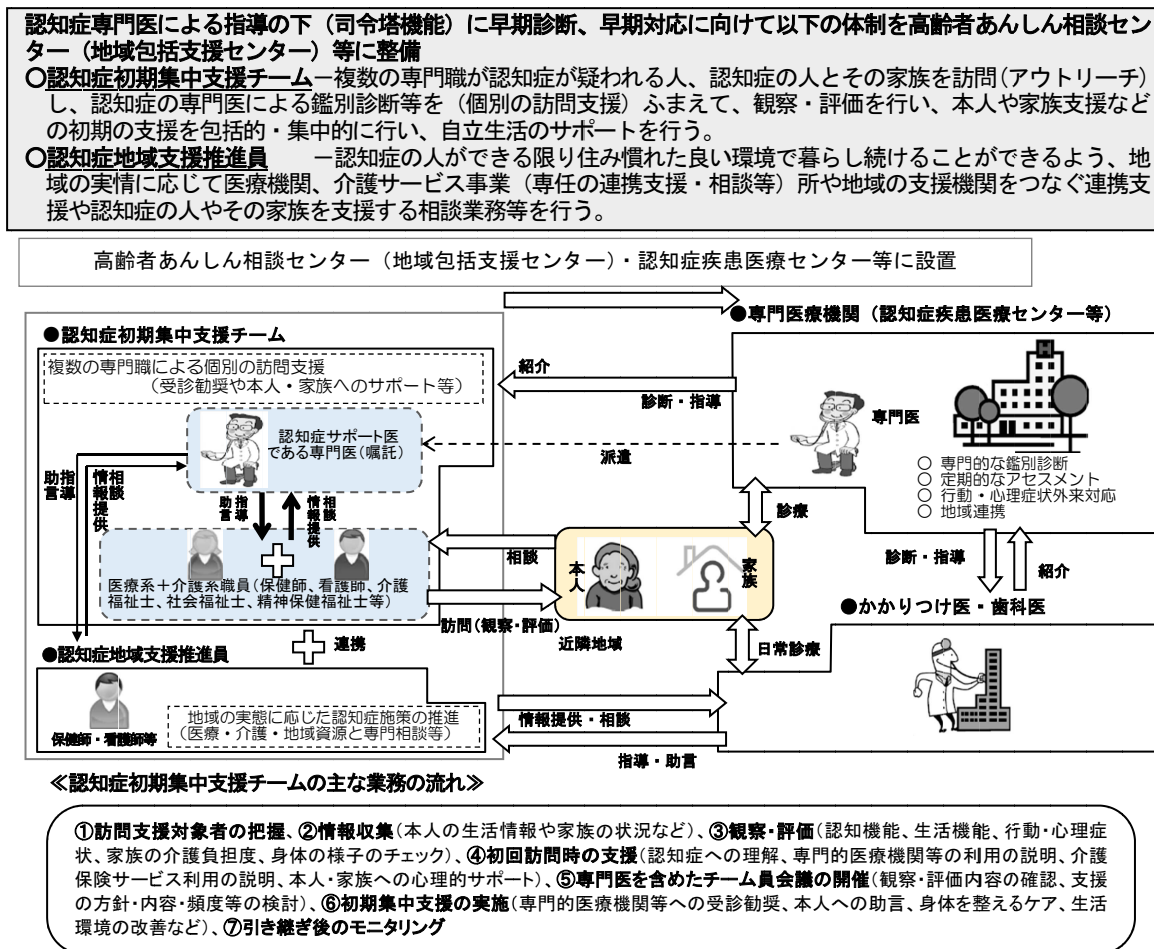 認知症専門医による指導の下（司令塔機能）に早期診断、早期対応に向けて以下の体制を高齢者あんしん相談セン
ター（地域包括支援センター）等に整備
○認知症初期集中支援チーム－複数の専門職が認知症が疑われる人、認知症の人とその家族を訪問（アウトリーチ）
し、認知症の専門医による鑑別診断等を（個別の訪問支援）ふまえて、観察・評価を行い、本人や家族支援など
の初期の支援を包括的・集中的に行い、自立生活のサポートを行う。
○認知症地域支援推進員　－認知症の人ができる限り住み慣れた良い環境で暮らし続けることができるよう、地
域の実情に応じて医療機関、介護サービス事業（専任の連携支援・相談等）所や地域の支援機関をつなぐ連携支
援や認知症の人やその家族を支援する相談業務等を行う。
高齢者あんしん相談センター（地域包括支援センター）・認知症疾患医療センター等に設置
●認知症初期集中支援チーム
複数の専門職による個別の訪問支援
（受診勧奨や本人・家族へのサポート等）
認知症サポート医
である専門医（嘱託）
指導
助言
相談
情報提供
指導
助言
相談
情報提供
医療系＋介護系職員（保健師、看護師、介護
福祉士、社会福祉士、精神保健福祉士等）
連携
●認知症地域支援推進員
保健師・看護師等
地域の実態に応じた認知症施策の推進
（医療・介護・地域資源と専門相談等）
紹介
診断・指導
派遣
相談
訪問（観察・評価）
本人
家族
近隣地域
診療
日常診療
情報提供・相談
指導・助言
●専門医療機関（認知症疾患医療センター等）
H
専門医
○ 専門的な鑑別診断
○ 定期的なアセスメント
○ 行動・心理症状外来対応
○ 地域連携
診断・指導
紹介
●かかりつけ医・歯科医
≪認知症初期集中支援チームの主な業務の流れ≫
①訪問支援対象者の把握、②情報収集（本人の生活情報や家族の状況など）、③観察・評価（認知機能、生活機能、行動・心理症
状、家族の介護負担度、身体の様子のチェック）、④初回訪問時の支援（認知症への理解、専門的医療機関等の利用の説明、介護
保険サービス利用の説明、本人・家族への心理的サポート）、⑤専門医を含めたチーム員会議の開催（観察・評価内容の確認、支援
の方針・内容・頻度等の検討）、⑥初期集中支援の実施（専門的医療機関等への受診勧奨、本人への助言、身体を整えるケア、生活
環境の改善など）、⑦引き継ぎ後のモニタリング